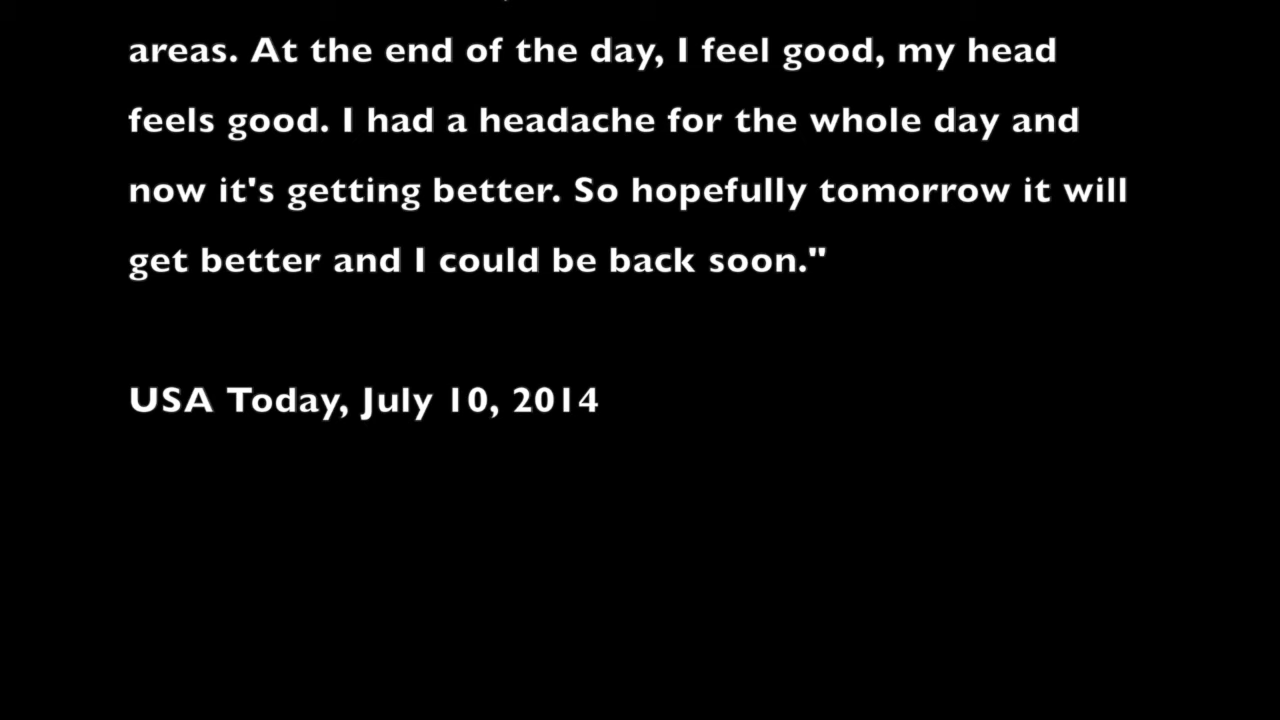 areas. At the end of the day, I feel good, my head
feels good. I had a headache for the whole day and
now it's getting better. So hopefully tomorrow it will
get better and I could be back soon."
USA Today, July 10, 2014